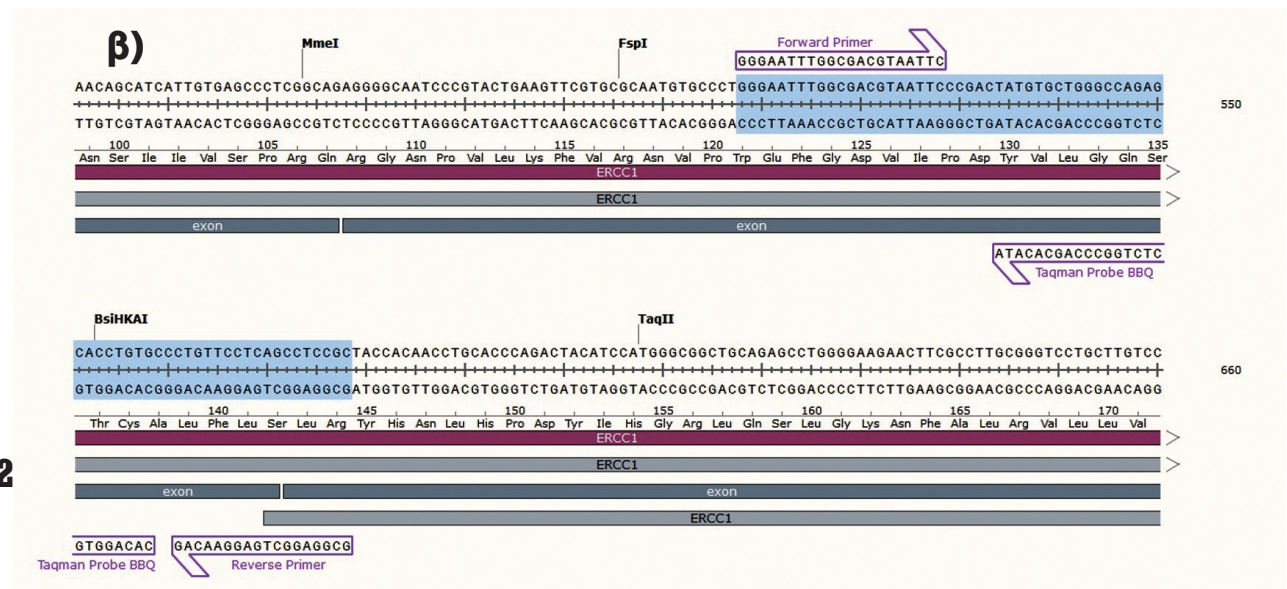 β)
MmeI FspI Forward Primer
GGGAATTTGGCGACGTAATTC
AACAGCATCATTGTGAGCCCTCGGCAGAGGGGCAATCCCGTACTGAAGTTCGTGCGCAATGTGCCCTGGGAATTTGGCGACGTAATTCCCGACTATGTGCTGGGCCAGAG
550
TTGTCGTAGTAACACTCGGGAGCCGTCTCCCCGTTAGGGCATGACTTCAAGCACGCGTTACACGGGACCCTTAAACCGCTGCATTAAGGGCTGATACACGACCCGGTCTC
100 105 110 115 120 125 130 135
Asn Ser Ile Ile Val Ser Pro Arg Gln Arg Gly Asn Pro Val Leu Lys Phe Val Arg Asn Val Pro Trp Glu Phe Gly Asp Val Ile Pro Asp Tyr Val Leu Gly Gln Ser
ERCC1
ERCC1
exon exon
ATACACGACCCGGTCTC
Taqman Probe BBQ
BsiHKAI TaqII
CACCTGTGCCCTGTTCCTCAGCCTCCGCTACCACAACCTGCACCCAGACTACATCCATGGGCGGCTGCAGAGCCTGGGGAAGAACTTCGCCTTGCGGGTCCTGCTTGTCC
660
GTGGACACGGGACAAGGAGTCGGAGGCGATGGTGTTGGACGTGGGTCTGATGTAGGTACCCGCCGACGTCTCGGACCCCTTCTTGAAGCGGAACGCCCAGGACGAACAGG
140 145 150 155 160 165 170
Thr Cys Ala Leu Phe Leu Ser Leu Arg Tyr His Asn Leu His Pro Asp Tyr Ile His Gly Arg Leu Gln Ser Leu Gly Lys Asn Phe Ala Leu Arg Val Leu Leu Val
ERCC1
ERCC1
2
exon exon
ERCC1
GTGGACAC GACAAGGAGTCGGAGGCG
Taqman Probe BBQ Reverse Primer